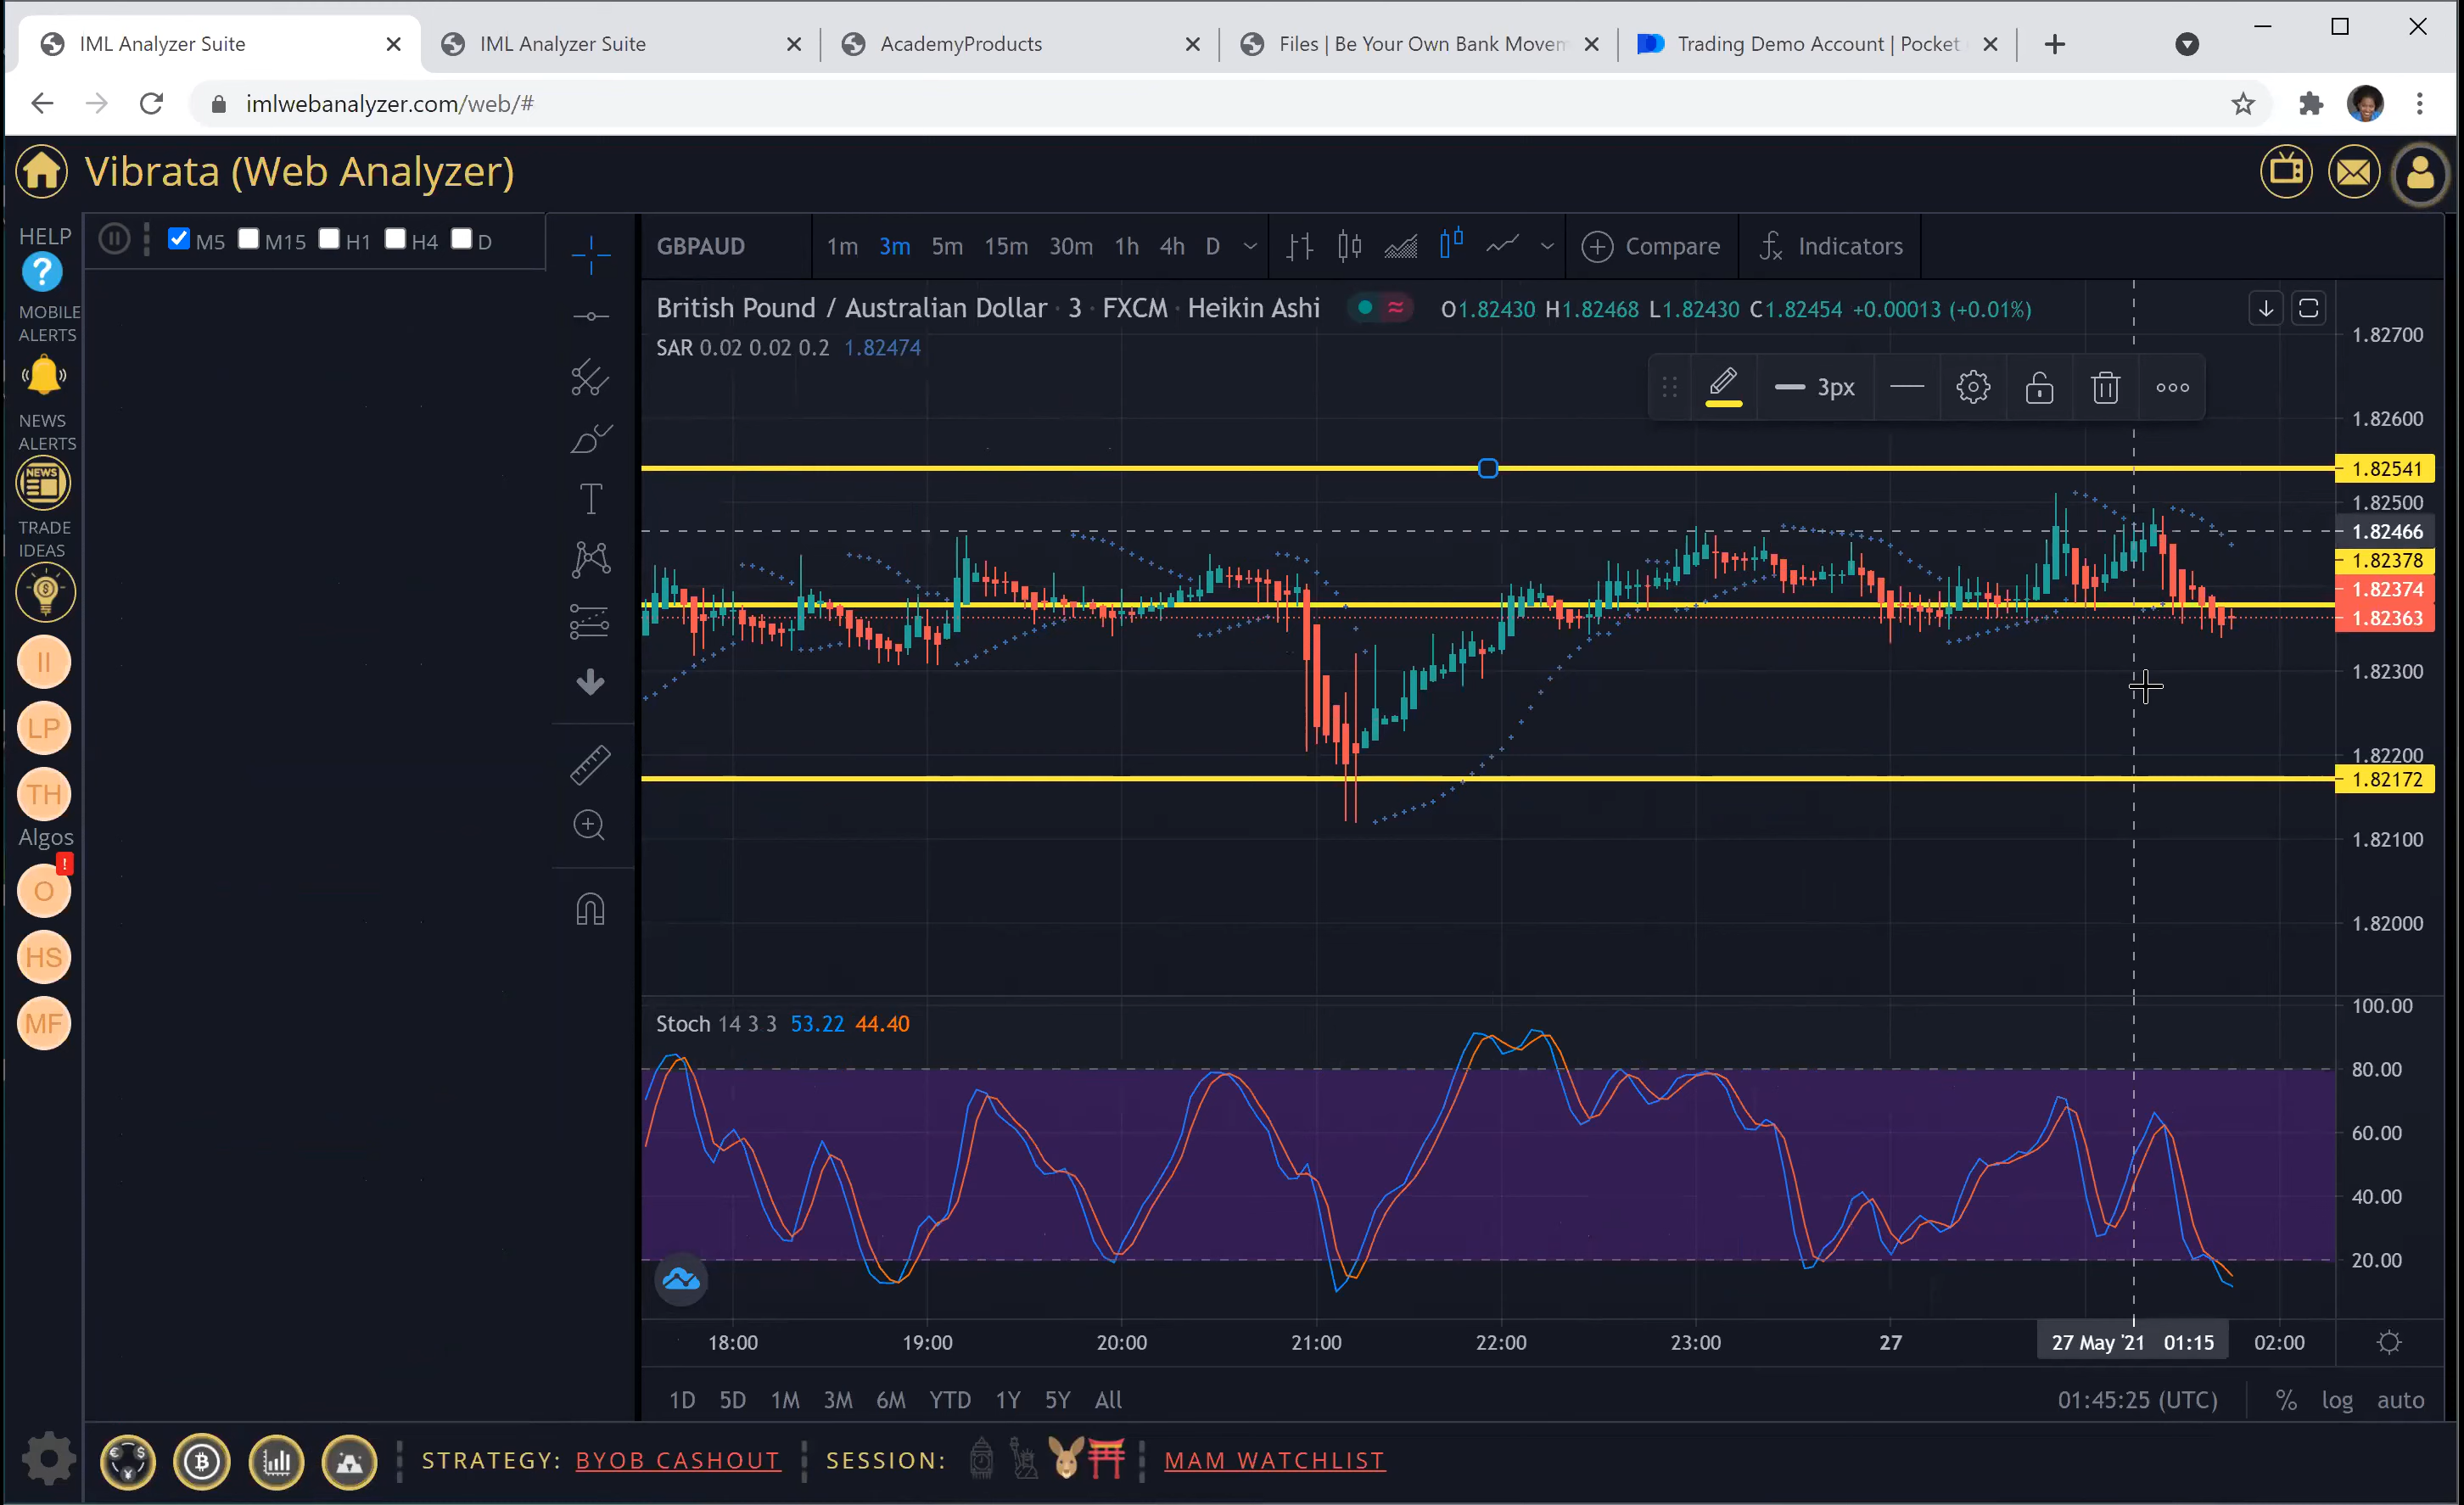 IML Analyzer Suite
IML Analyzer Suite
AcademyProducts
Files | Be Your Own Bank Movem
Trading Demo Account | Pocket
imlwebanalyzer.com/web/#
Vibrata (Web Analyzer)
HELP
?
MOBILE
ALERTS
NEWS
ALERTS
NEWS
TRADE
IDEAS
II
LP
TH
Algos
!
O
HS
MF
M5 M15 H1 H4 D
GBPAUD 1m 3m 5m 15m 30m 1h 4h D Compare Indicators
British Pound / Australian Dollar · 3 · FXCM · Heikin Ashi O1.82430 H1.82468 L1.82430 C1.82454 +0.00013 (+0.01%)
SAR 0.02 0.02 0.2 1.82474
3px
1.82700
1.82600
1.82541
1.82500
1.82466
1.82378
1.82374
1.82363
1.82300
1.82200
1.82172
1.82100
1.82000
Stoch 14 3 3 53.22 44.40
100.00
80.00
60.00
40.00
20.00
18:00 19:00 20:00 21:00 22:00 23:00 27 27 May '21 01:15 02:00
1D 5D 1M 3M 6M YTD 1Y 5Y All 01:45:25 (UTC) % log auto
STRATEGY: BYOB CASHOUT SESSION: MAM WATCHLIST